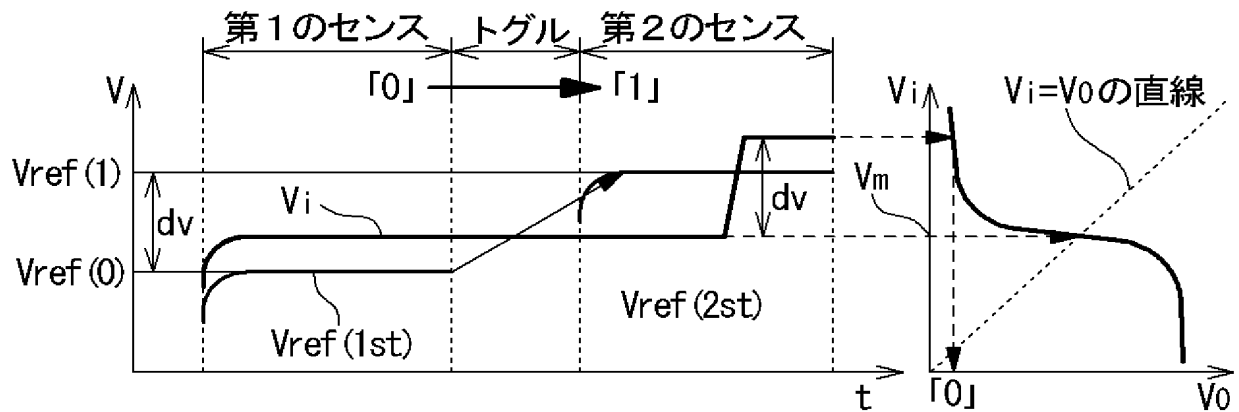 第1のセンス トグル 第2のセンス
「0」 「1」
V
Vref(1)
dv
Vref(0)
Vi
Vref(1st)
Vref(2st)
dv
t
Vi
Vi=V0の直線
Vm
「0」
V0